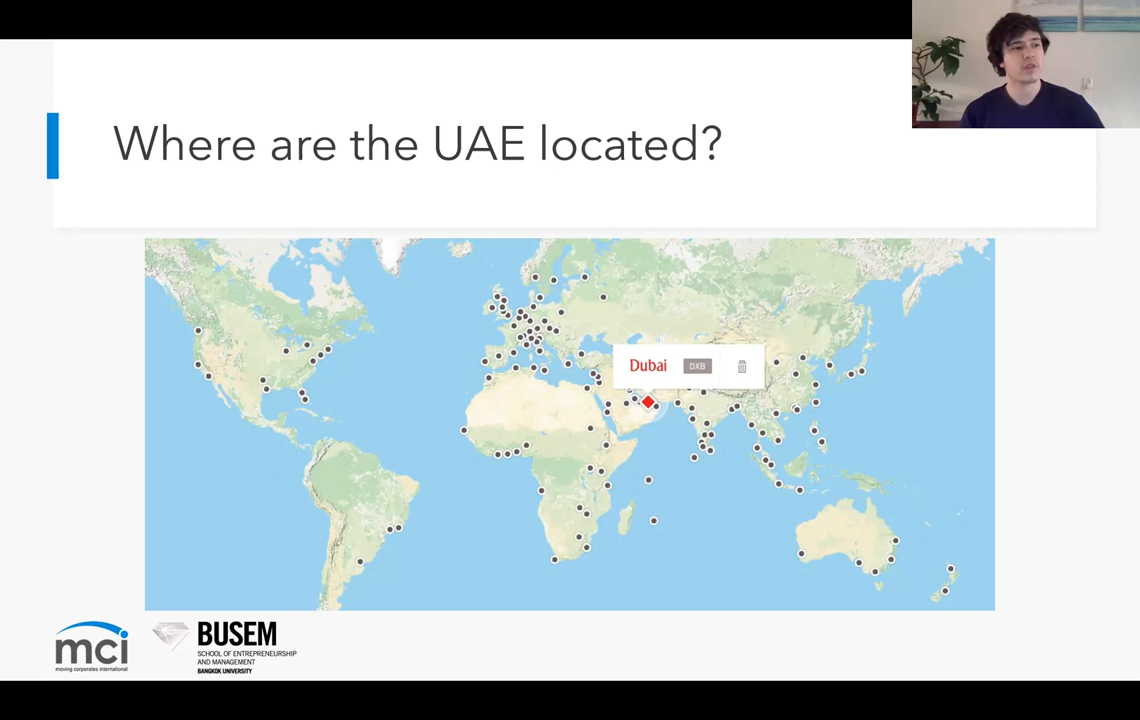 Where are the UAE located?
Dubai DXB
mci
moving corporates international
BUSEM
SCHOOL OF ENTREPRENEURSHIP
AND MANAGEMENT
BANGKOK UNIVERSITY